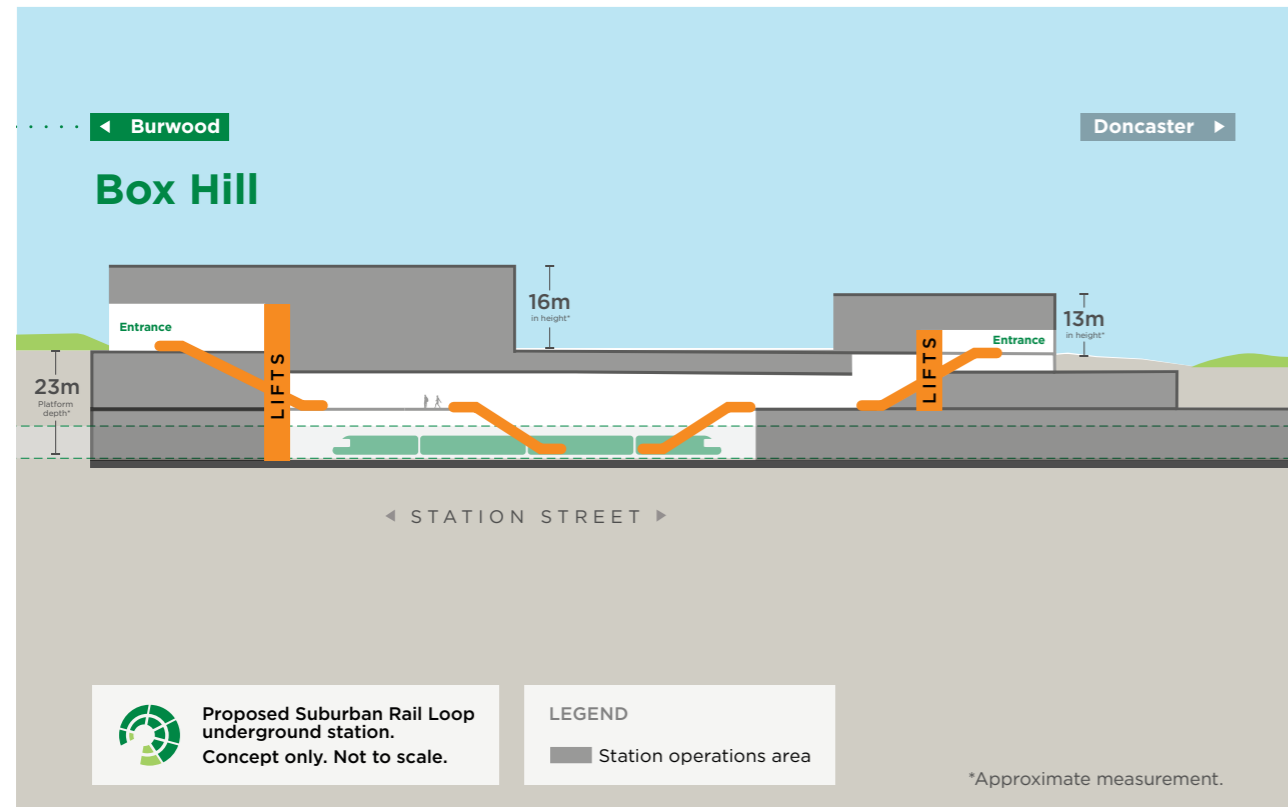 Burwood
Doncaster
Box Hill
16m
in height*
13m
in height*
Entrance
Entrance
LIFTS
LIFTS
23m
Platform
depth*
STATION STREET
Proposed Suburban Rail Loop
underground station.
Concept only. Not to scale.
LEGEND
Station operations area
*Approximate measurement.